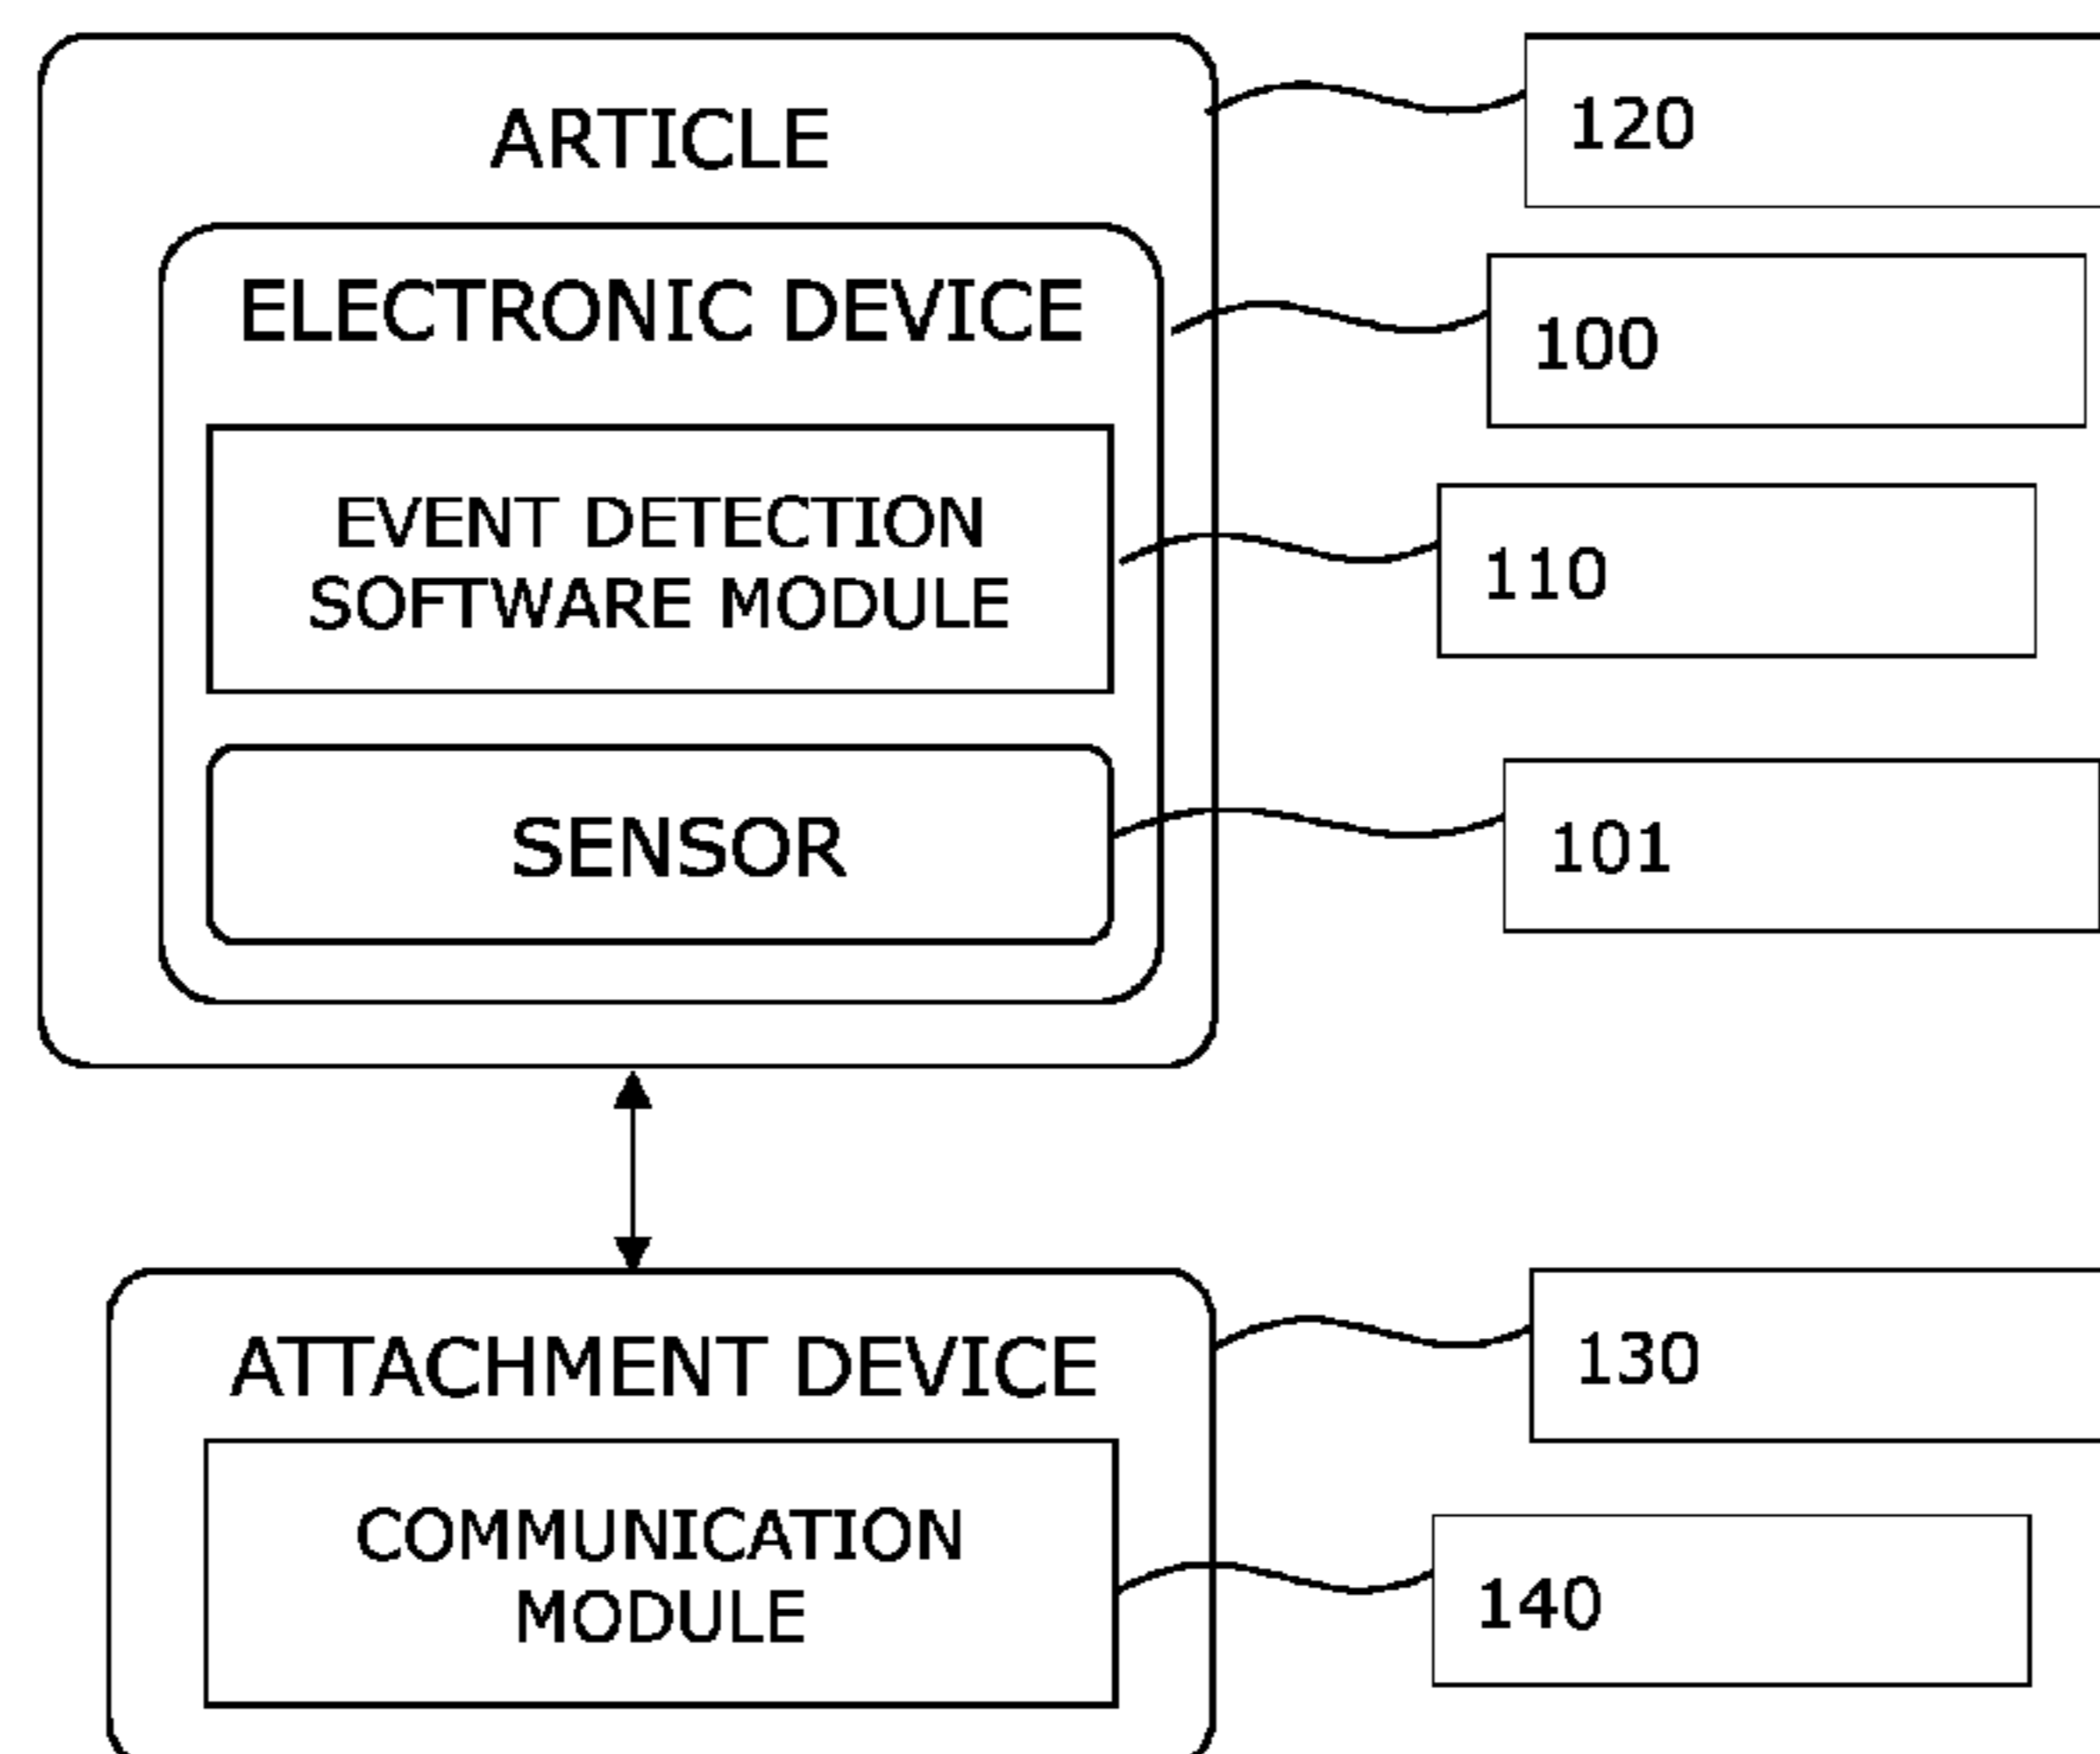 ARTICLE
120
ELECTRONIC DEVICE
100
EVENT DETECTION
SOFTWARE MODULE
110
SENSOR
101
ATTACHMENT DEVICE
130
COMMUNICATION
MODULE
140